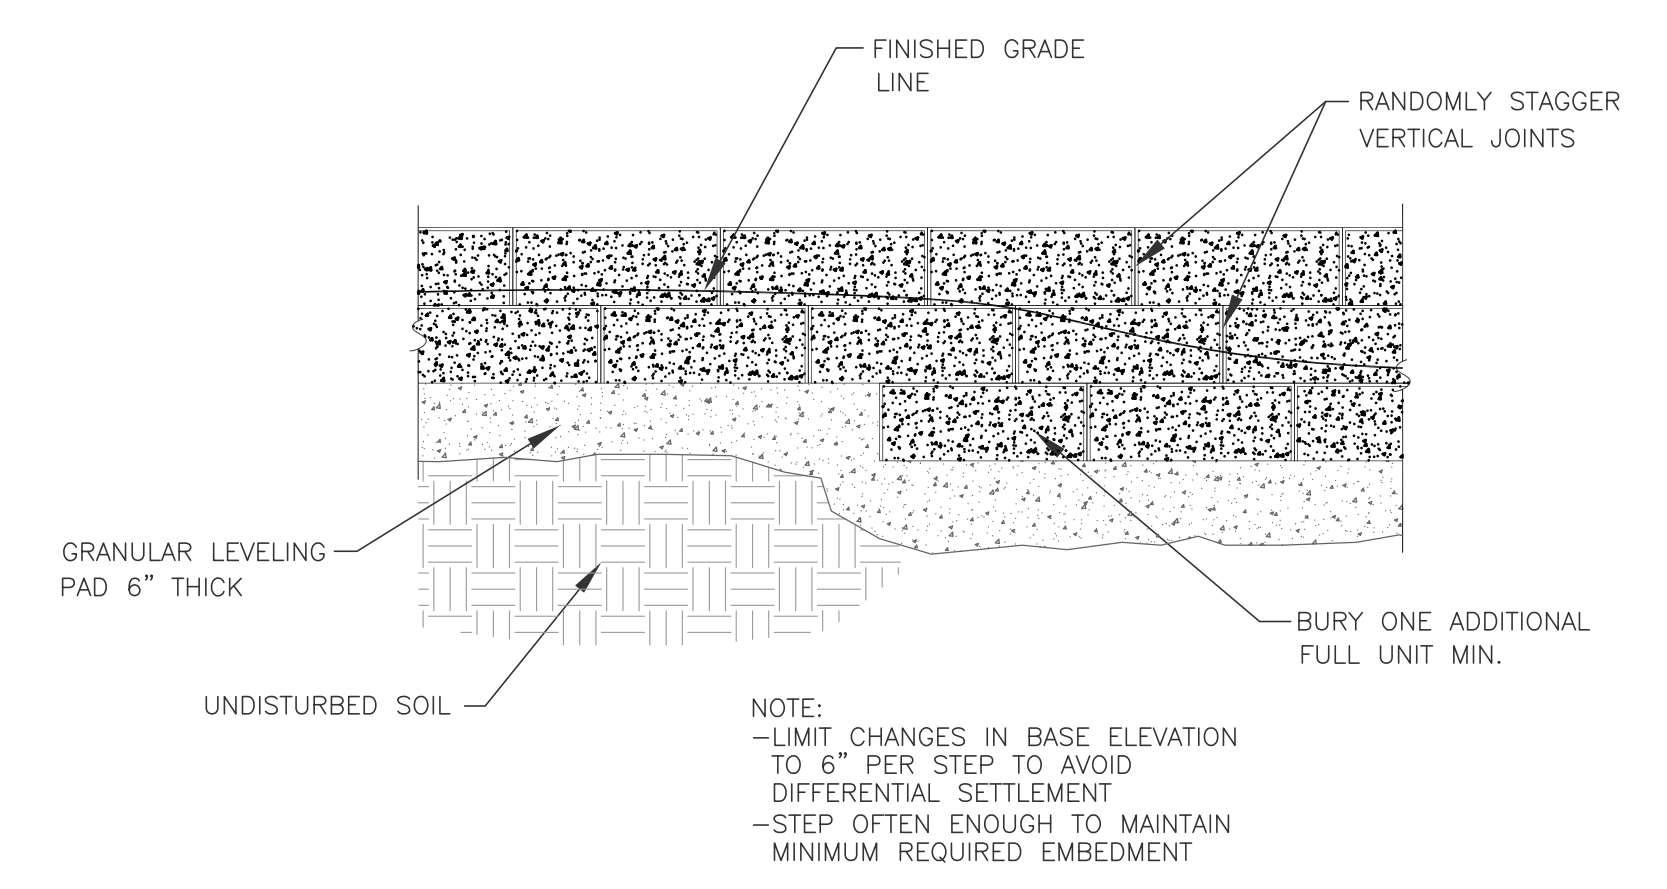 FINISHED GRADE
LINE
RANDOMLY STAGGER
VERTICAL JOINTS
GRANULAR LEVELING
PAD 6” THICK
UNDISTURBED SOIL
BURY ONE ADDITIONAL
FULL UNIT MIN.
NOTE:
–LIMIT CHANGES IN BASE ELEVATION
TO 6” PER STEP TO AVOID
DIFFERENTIAL SETTLEMENT
–STEP OFTEN ENOUGH TO MAINTAIN
MINIMUM REQUIRED EMBEDMENT